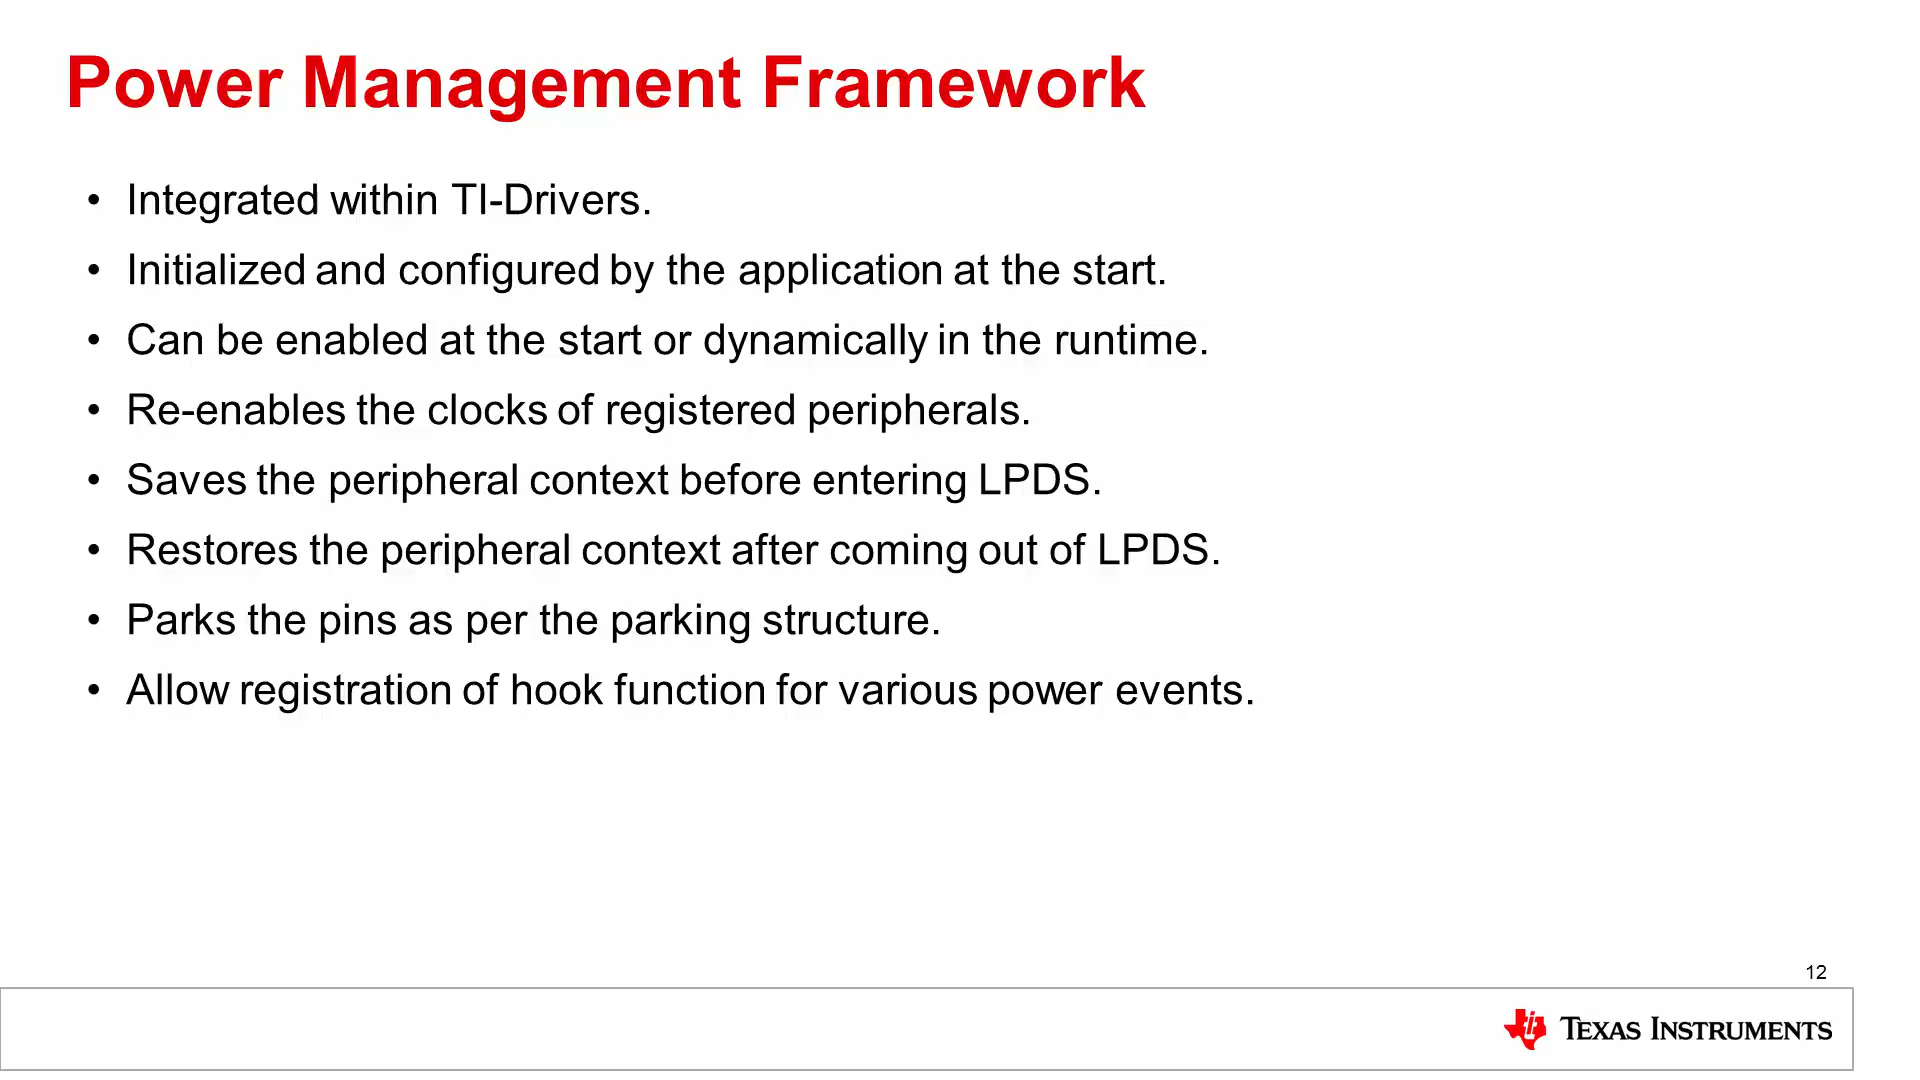 Power Management Framework
• Integrated within TI-Drivers.
• Initialized and configured by the application at the start.
• Can be enabled at the start or dynamically in the runtime.
• Re-enables the clocks of registered peripherals.
• Saves the peripheral context before entering LPDS.
• Restores the peripheral context after coming out of LPDS.
• Parks the pins as per the parking structure.
• Allow registration of hook function for various power events.
12
TEXAS INSTRUMENTS